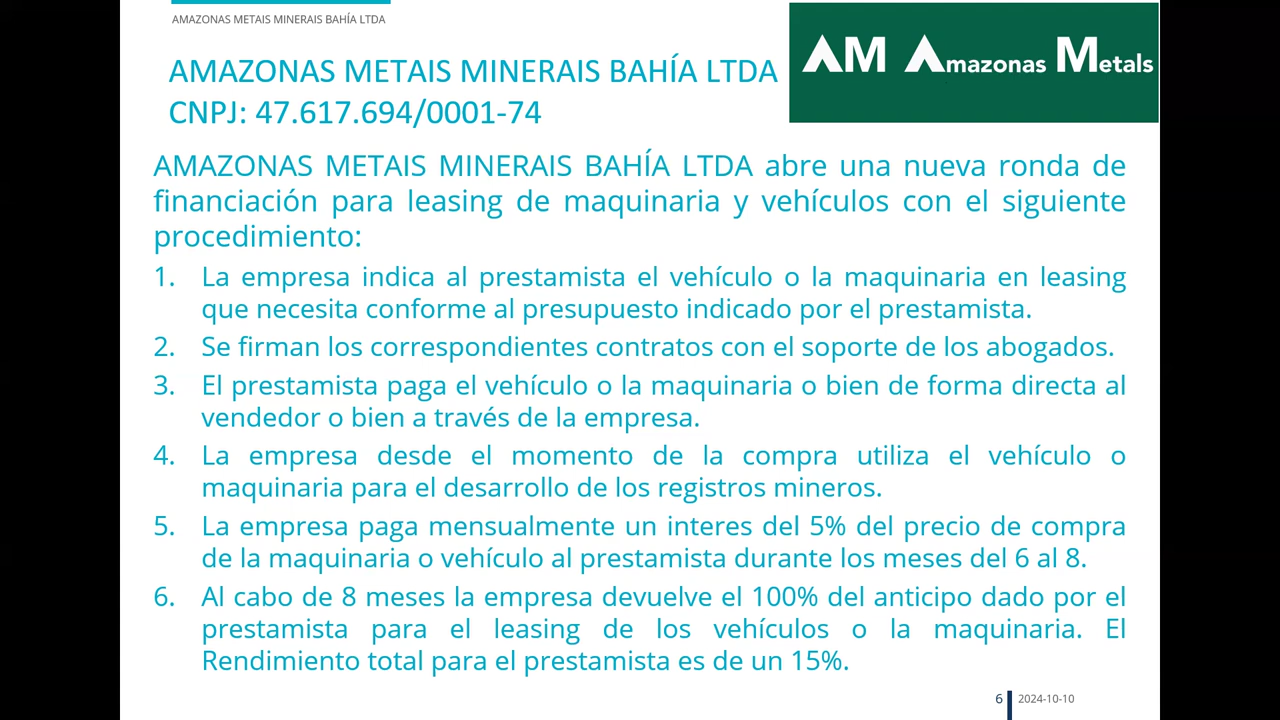 AMAZONAS METAIS MINERAIS BAHÍA LTDA
AM Amazonas Metals
AMAZONAS METAIS MINERAIS BAHÍA LTDA
CNPJ: 47.617.694/0001-74
AMAZONAS METAIS MINERAIS BAHÍA LTDA abre una nueva ronda de
financiación para leasing de maquinaria y vehículos con el siguiente
procedimiento:
1. La empresa indica al prestamista el vehículo o la maquinaria en leasing
que necesita conforme al presupuesto indicado por el prestamista.
2. Se firman los correspondientes contratos con el soporte de los abogados.
3. El prestamista paga el vehículo o la maquinaria o bien de forma directa al
vendedor o bien a través de la empresa.
4. La empresa desde el momento de la compra utiliza el vehículo o
maquinaria para el desarrollo de los registros mineros.
5. La empresa paga mensualmente un interes del 5% del precio de compra
de la maquinaria o vehículo al prestamista durante los meses del 6 al 8.
6. Al cabo de 8 meses la empresa devuelve el 100% del anticipo dado por el
prestamista para el leasing de los vehículos o la maquinaria. El
Rendimiento total para el prestamista es de un 15%.
6 2024-10-10